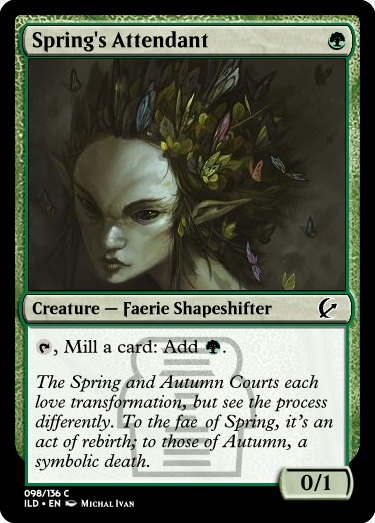 Spring's Attendant
Creature — Faerie Shapeshifter
, Mill a card: Add .
The Spring and Autumn Courts each
love transformation, but see the process
differently. To the fae of Spring, it's an
act of rebirth; to those of Autumn, a
symbolic death.
0/1
098/136 C
ILD • EN Michal Ivan